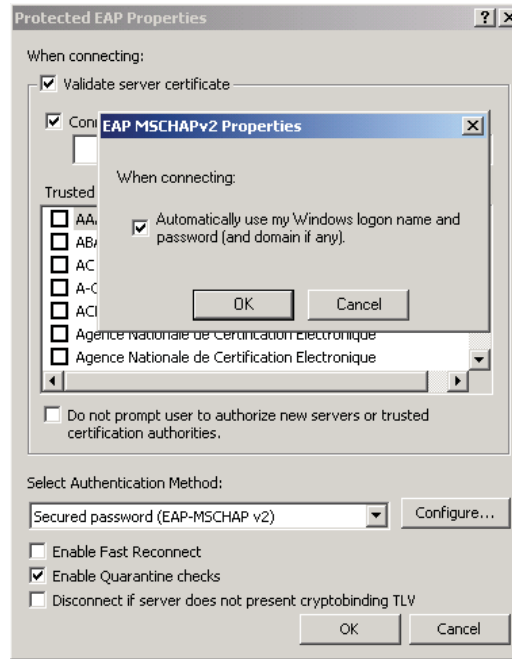 Protected EAP Properties
When connecting:
Validate server certificate
EAP MSCHAPv2 Properties
When connecting:
Automatically use my Windows logon name and
password (and domain if any).
OK Cancel
Trusted
Agence Nationale de Certification Electronique
Agence Nationale de Certification Electronique
Do not prompt user to authorize new servers or trusted
certification authorities.
Select Authentication Method:
Secured password (EAP-MSCHAP v2) Configure...
Enable Fast Reconnect
Enable Quarantine checks
Disconnect if server does not present cryptobinding TLV
OK Cancel